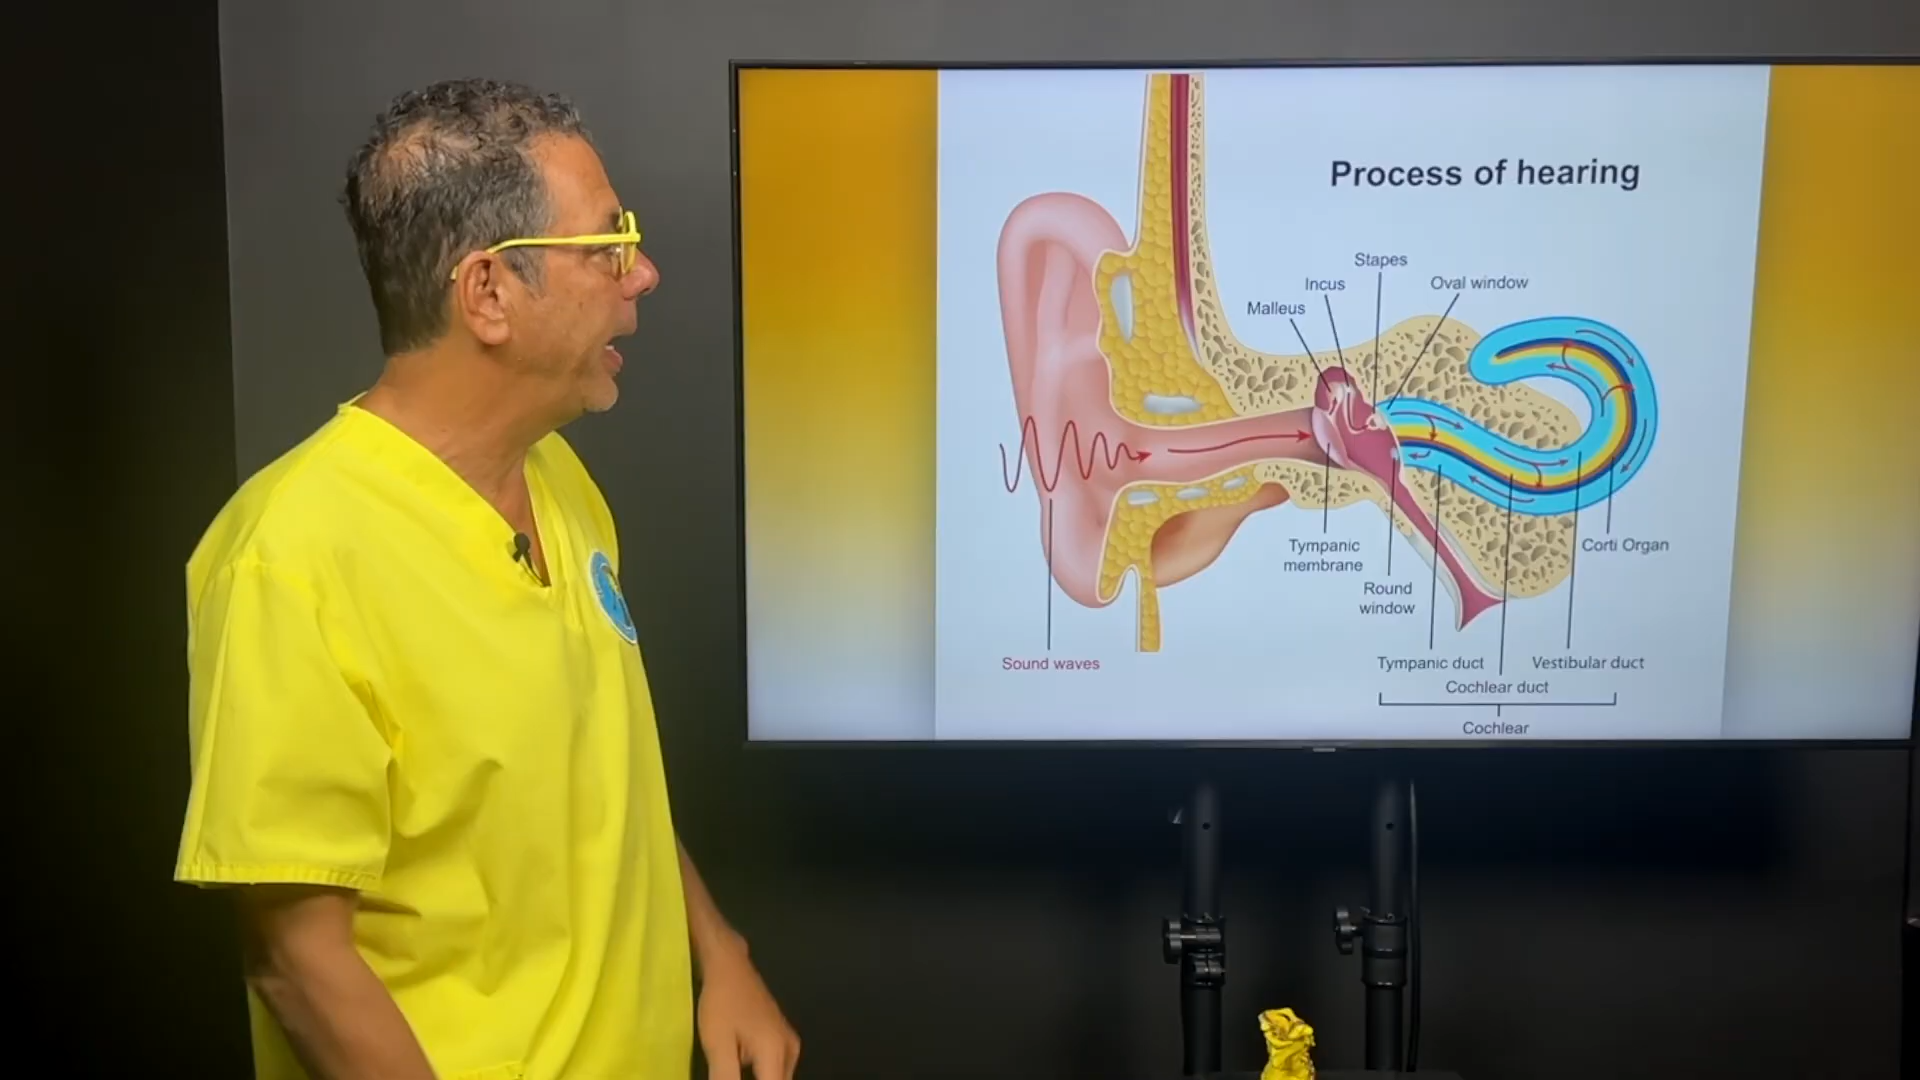 Process of hearing
Stapes
Incus
Oval window
Malleus
Tympanic
membrane
Corti Organ
Round
window
Sound waves
Tympanic duct
Vestibular duct
Cochlear duct
Cochlear